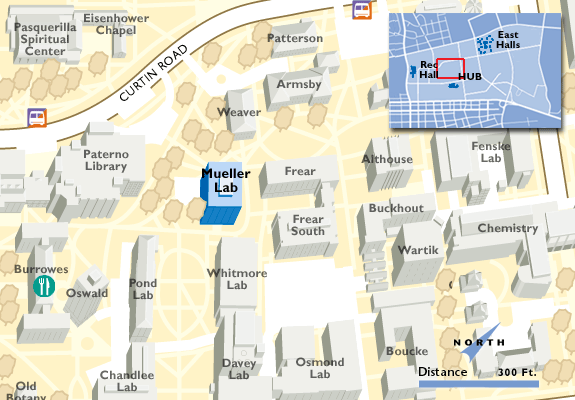 Pasquerilla
Spiritual
Center
Eisenhower
Chapel
CURTIN ROAD
Patterson
Armsby
Weaver
East
Halls
Rec
Hall
HUB
Paterno
Library
Mueller
Lab
Frear
Althouse
Fenske
Lab
Frear
South
Buckhout
Wartik
Chemistry
Burrowes
Oswald
Pond
Lab
Whitmore
Lab
NORTH
Old
Botany
Chandlee
Lab
Davey
Lab
Osmond
Lab
Boucke
Distance 300 Ft.